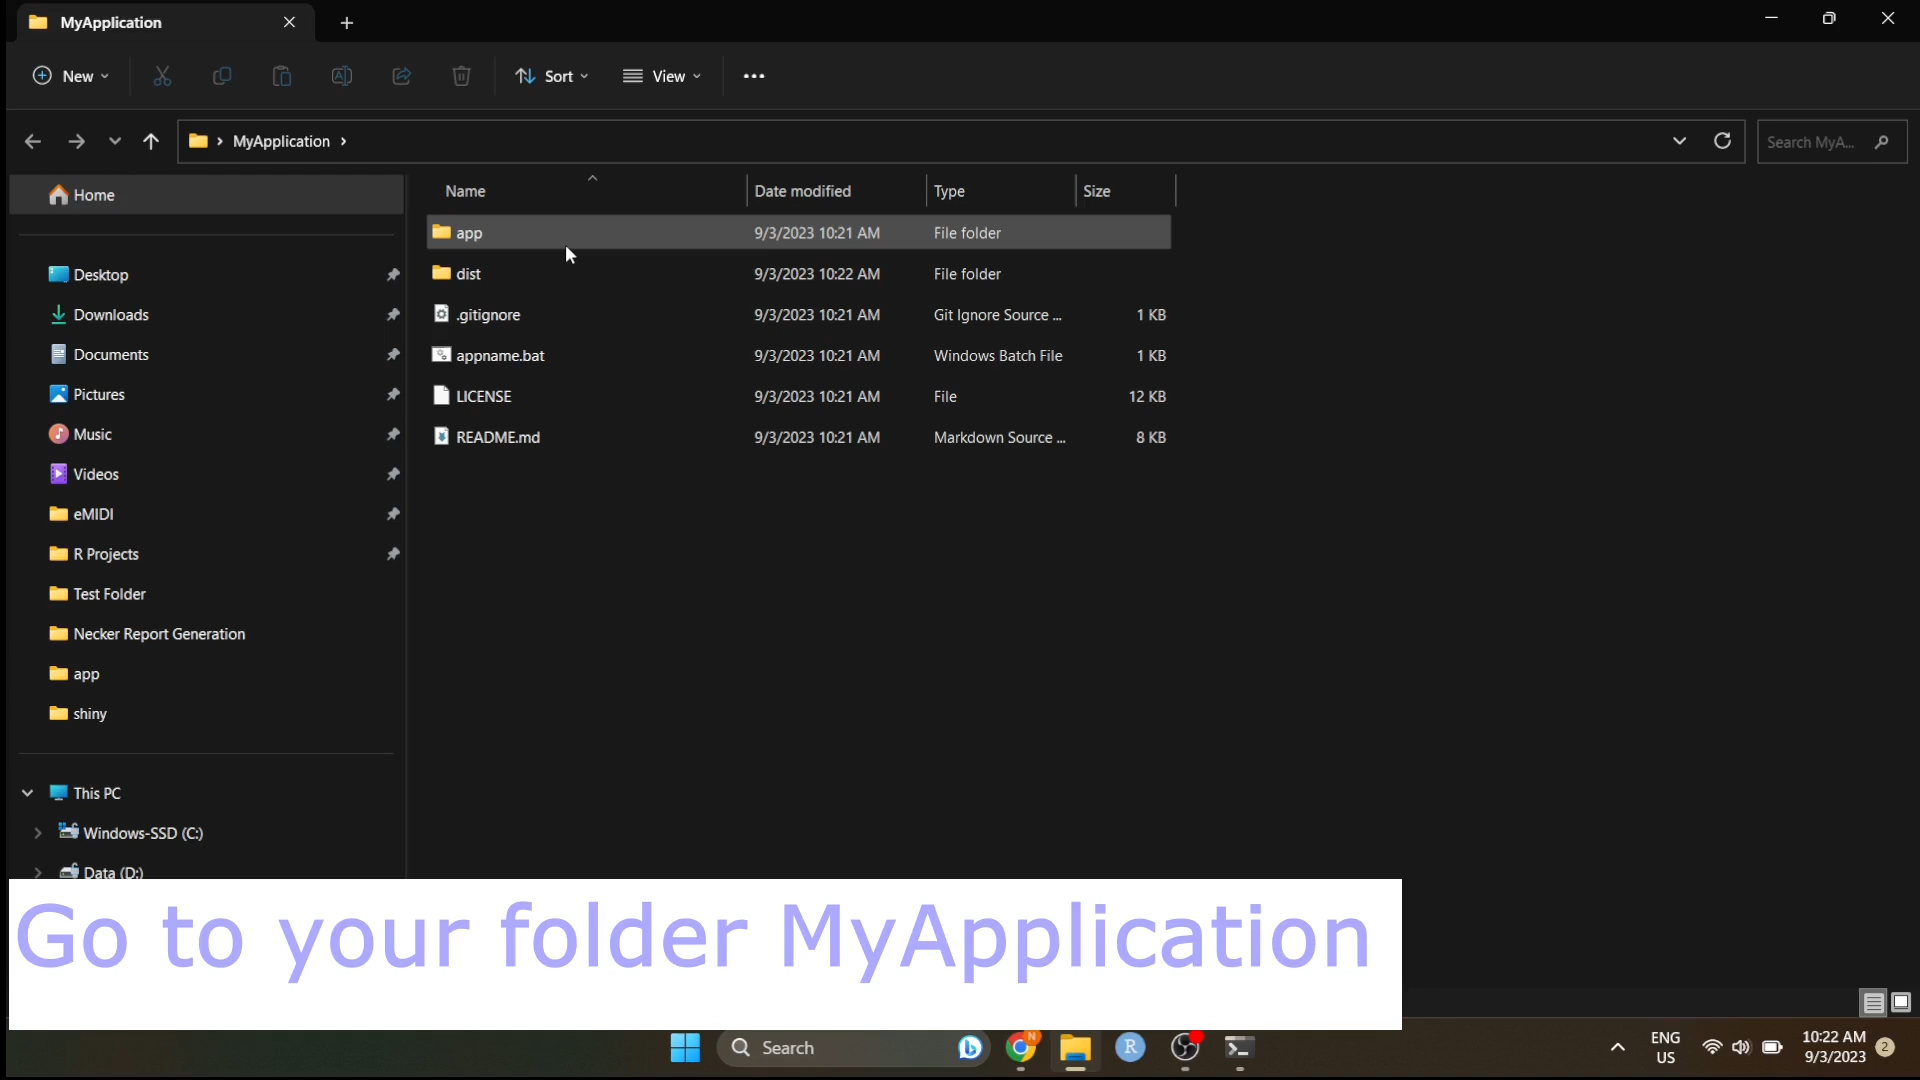 MyApplication
New
Sort
View
MyApplication
Search MyA...
Home
Name Date modified Type Size
app 9/3/2023 10:21 AM File folder
dist 9/3/2023 10:22 AM File folder
.gitignore 9/3/2023 10:21 AM Git Ignore Source ... 1 KB
appname.bat 9/3/2023 10:21 AM Windows Batch File 1 KB
LICENSE 9/3/2023 10:21 AM File 12 KB
README.md 9/3/2023 10:21 AM Markdown Source ... 8 KB
Desktop
Downloads
Documents
Pictures
Music
Videos
eMIDI
R Projects
Test Folder
Necker Report Generation
app
shiny
This PC
Windows-SSD (C:)
Data (D:)
Go to your folder MyApplication
Search
N
R
ENG
US
10:22 AM
9/3/2023
2